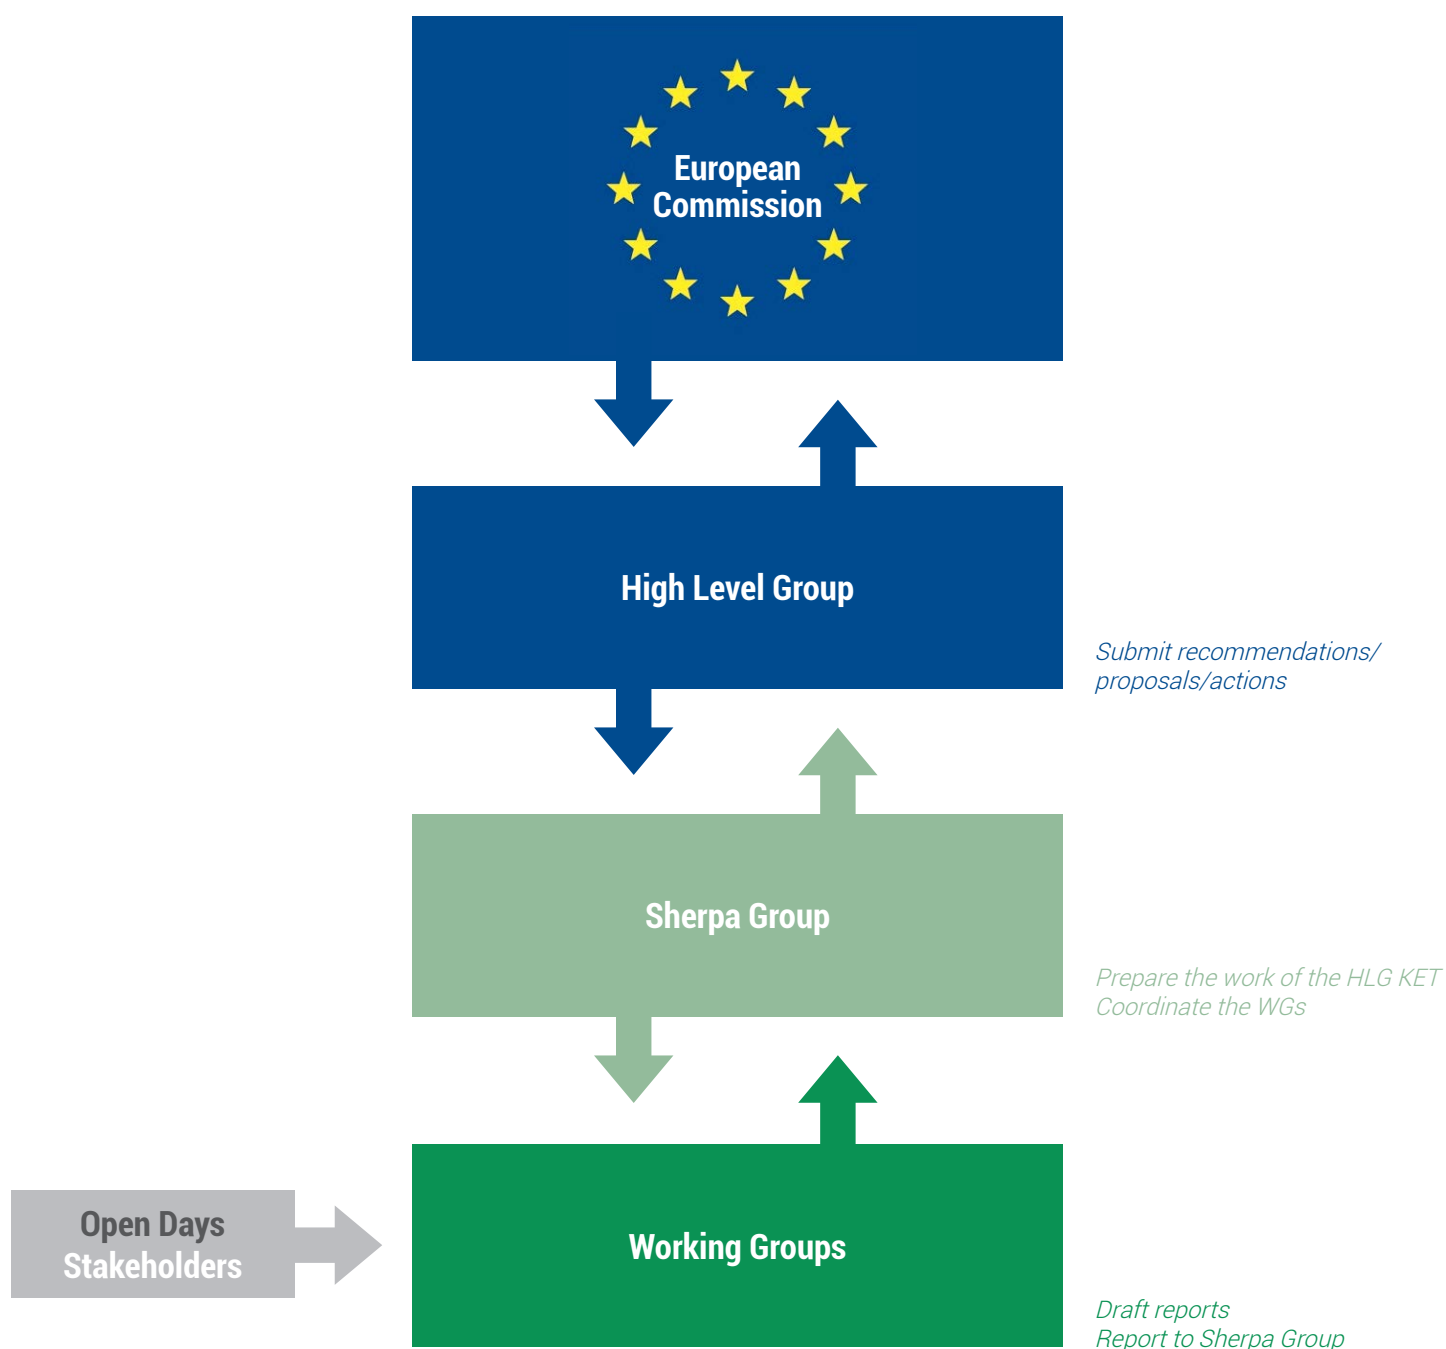 European
Commission
High Level Group
Submit recommendations/
proposals/actions
Sherpa Group
Prepare the work of the HLG KET
Coordinate the WGs
Open Days
Stakeholders
Working Groups
Draft reports
Report to Sherpa Group